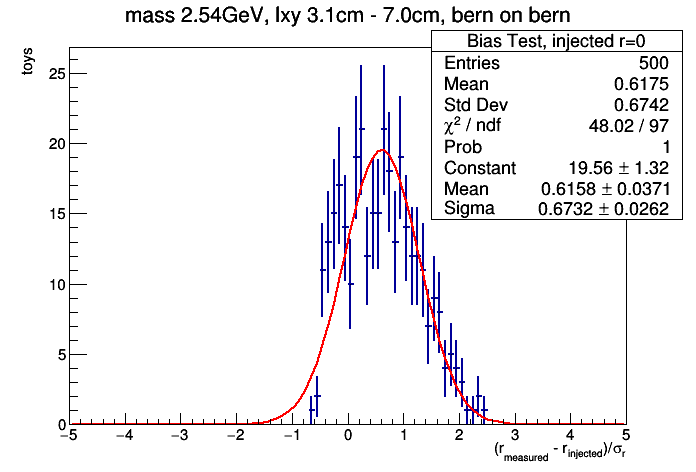 mass 2.54GeV, lxy 3.1cm - 7.0cm, bern on bern
Bias Test, injected r=0
Entries 500
Mean 0.6175
Std Dev 0.6742
χ² / ndf 48.02 / 97
Prob 1
Constant 19.56 ± 1.32
Mean 0.6158 ± 0.0371
Sigma 0.6732 ± 0.0262
toys
25
20
15
10
5
0
−5 −4 −3 −2 −1 0 1 2 3 4 5
(r_measured - r_injected)/σ_r